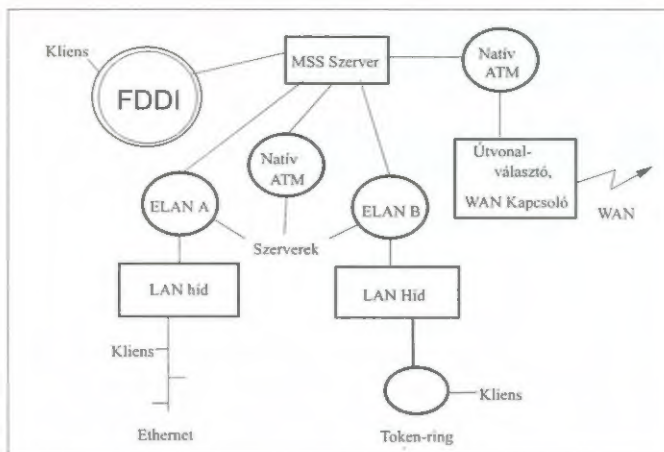 Kliens
FDDI
MSS Szerver
Natív
ATM
Útvonal-
választó,
WAN Kapcsoló
WAN
Natív
ATM
ELAN A
ELAN B
Szerverek
LAN híd
LAN Híd
Kliens
Kliens
Ethernet
Token-ring